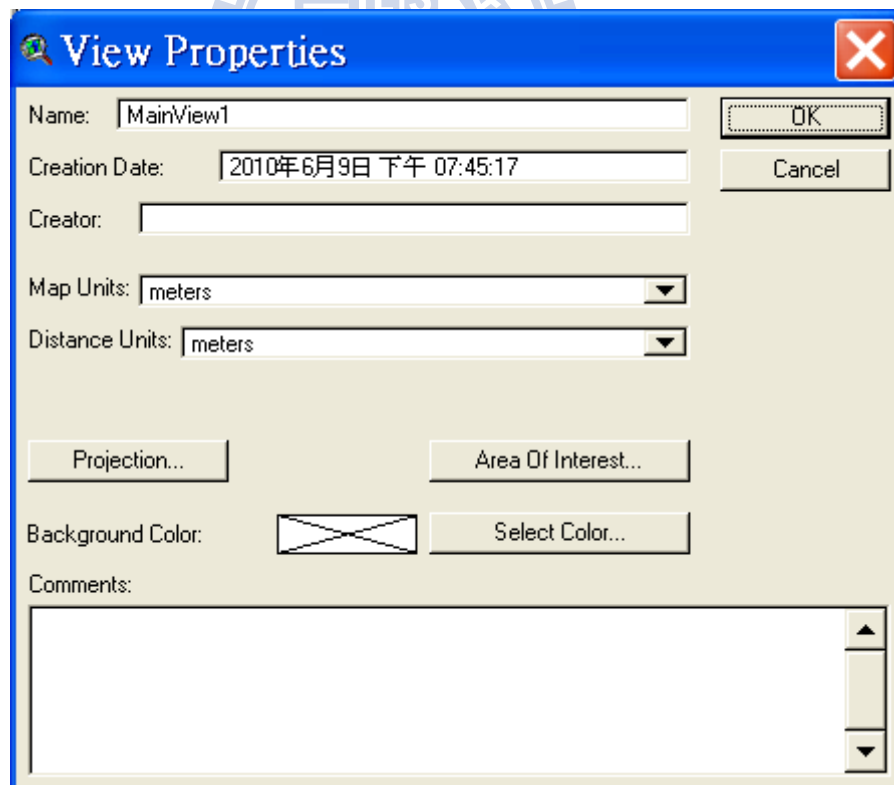 View Properties
Name: MainView1
OK
Creation Date: 2010年6月9日 下午 07:45:17
Cancel
Creator:
Map Units: meters
Distance Units: meters
Projection...
Area Of Interest...
Background Color:
Select Color...
Comments: